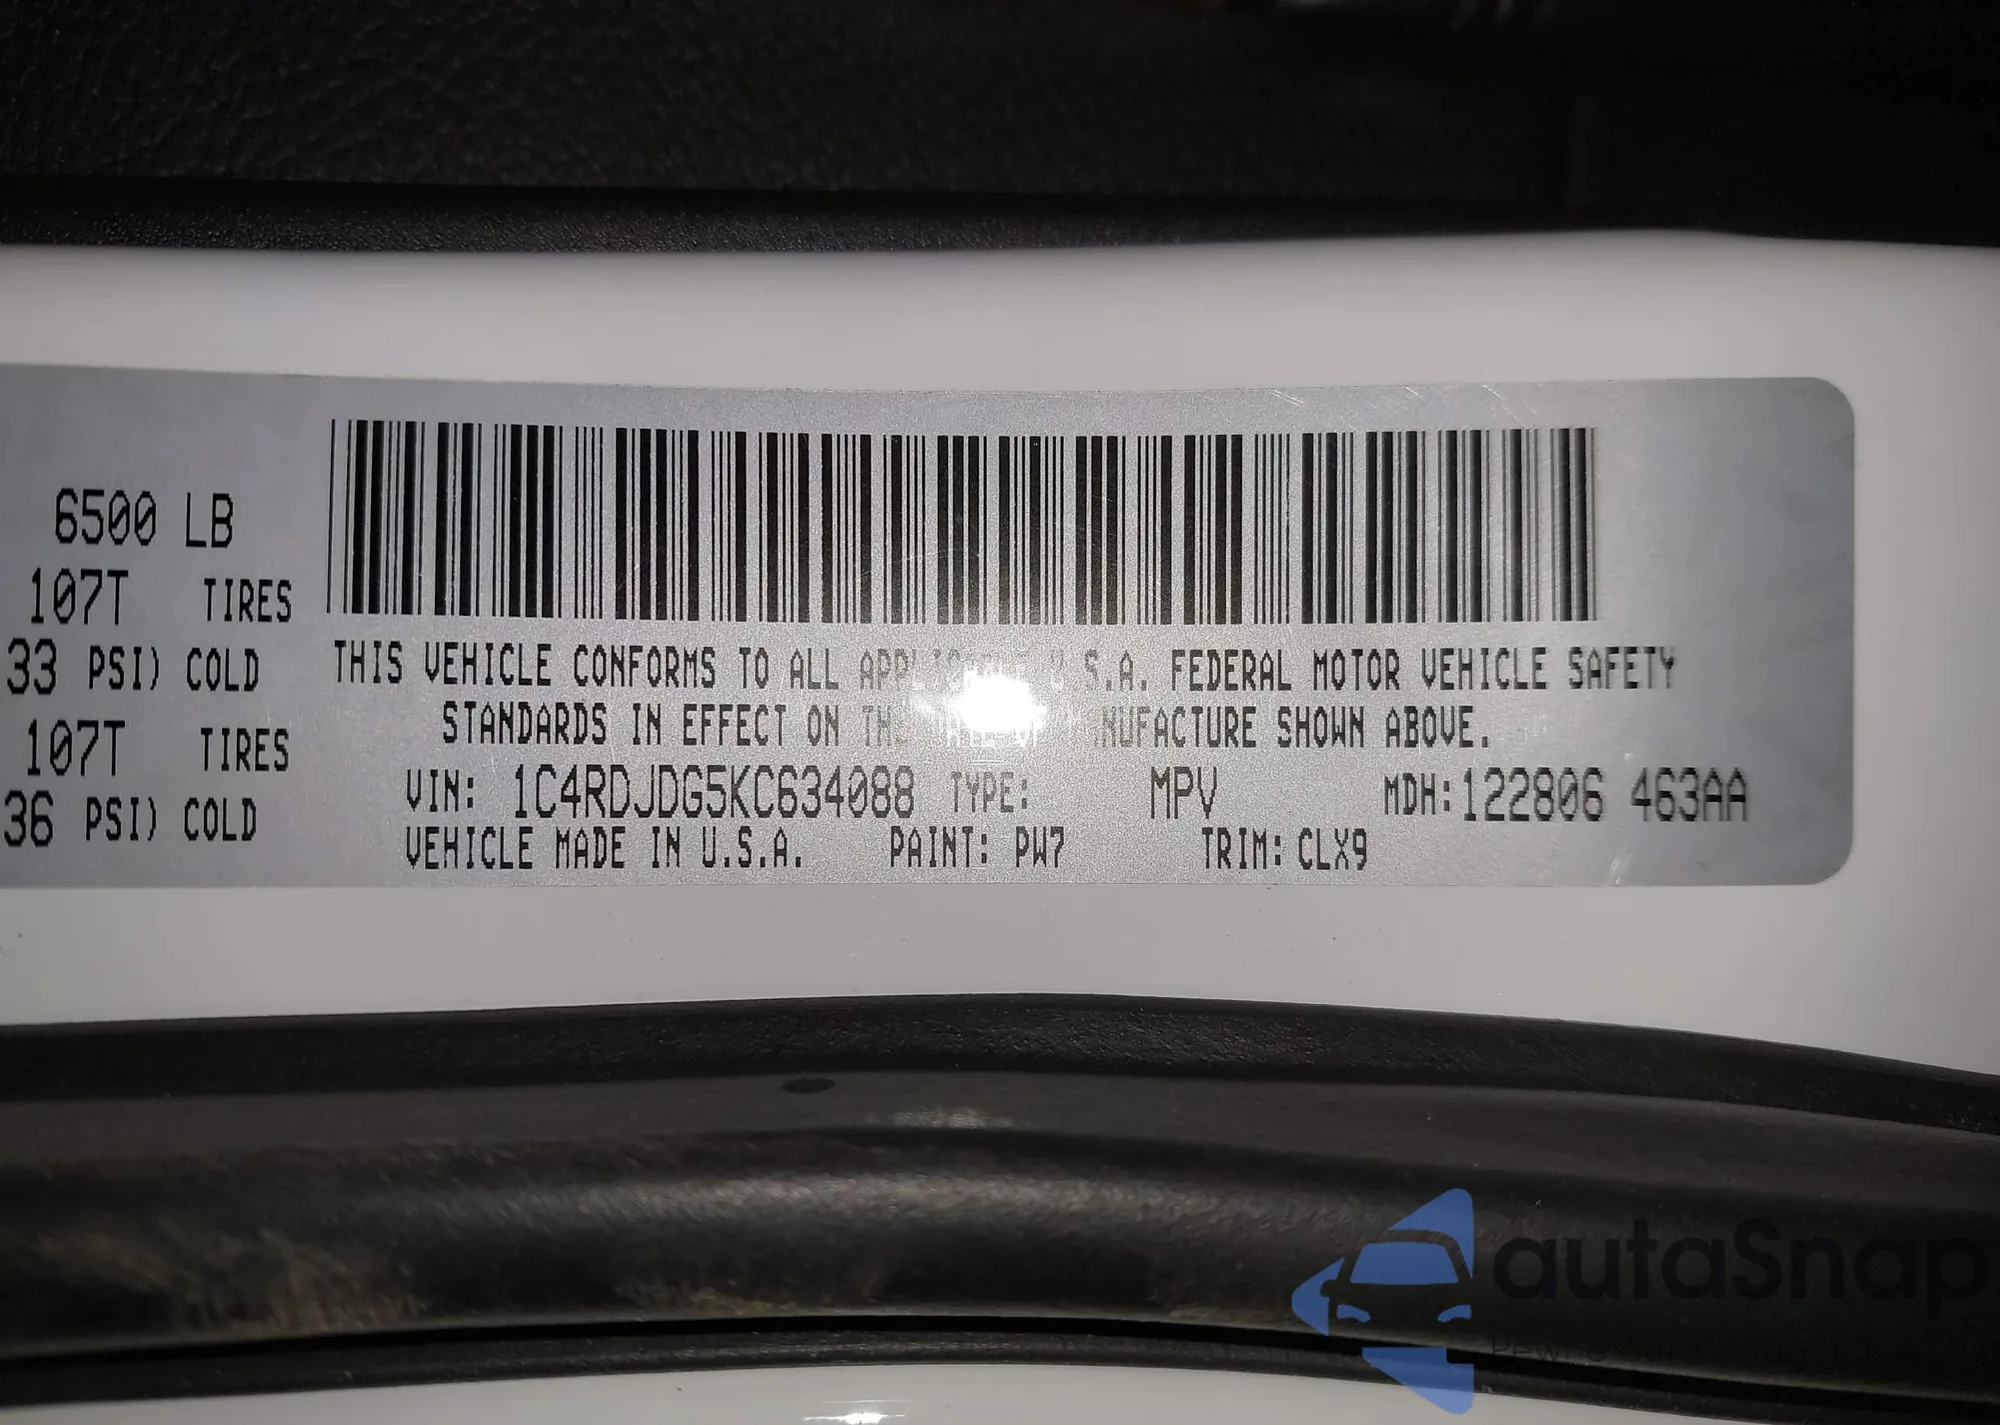 6500 LB
107T TIRES
33 PSI) COLD
107T TIRES
36 PSI) COLD
THIS VEHICLE CONFORMS TO ALL U.S.A. FEDERAL MOTOR VEHICLE SAFETY
STANDARDS IN EFFECT ON SHOWN ABOVE.
VIN: 1C4RDJDG5KC634088 TYPE: MPV MDH:122806 463AA
VEHICLE MADE IN U.S.A. PAINT: PW7 TRIM: CLX9
autaSnap